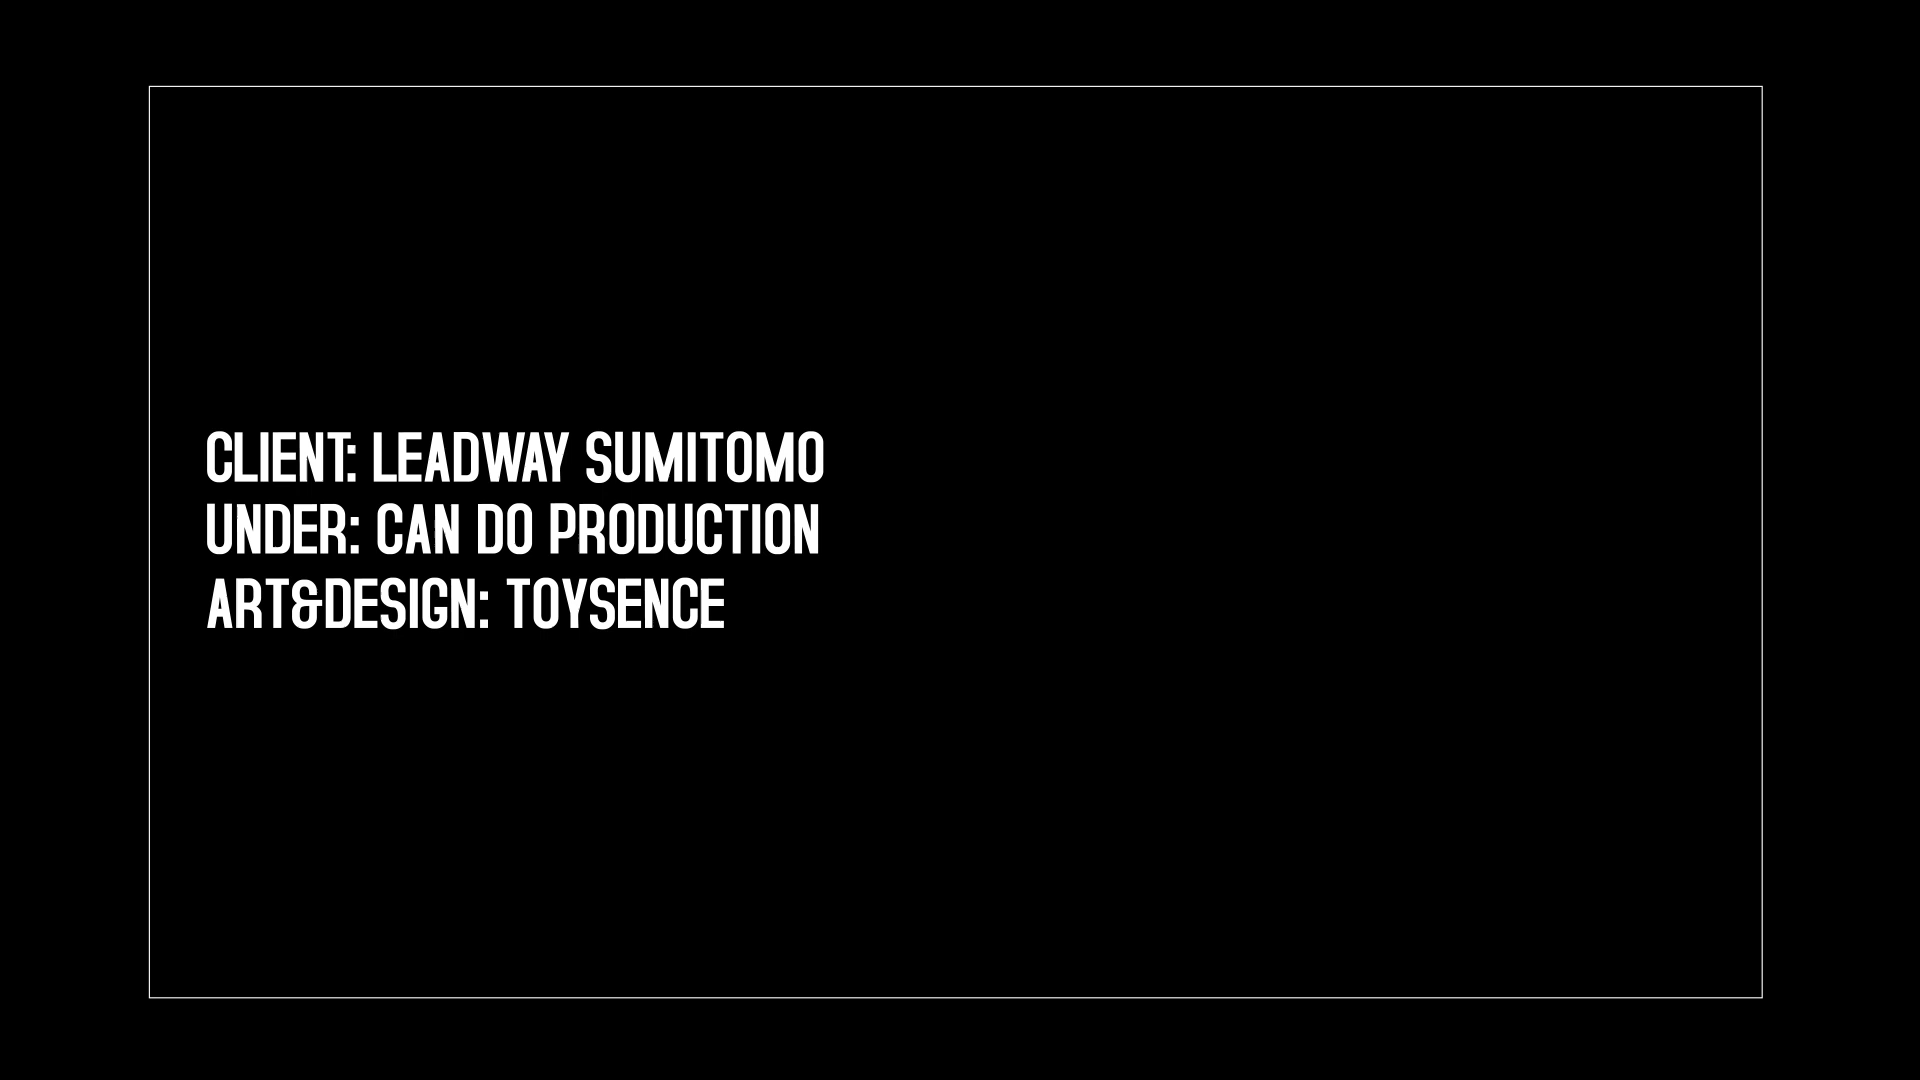 CLIENT: LEADWAY SUMITOMO
UNDER: CAN DO PRODUCTION
ART&DESIGN: TOYSENCE